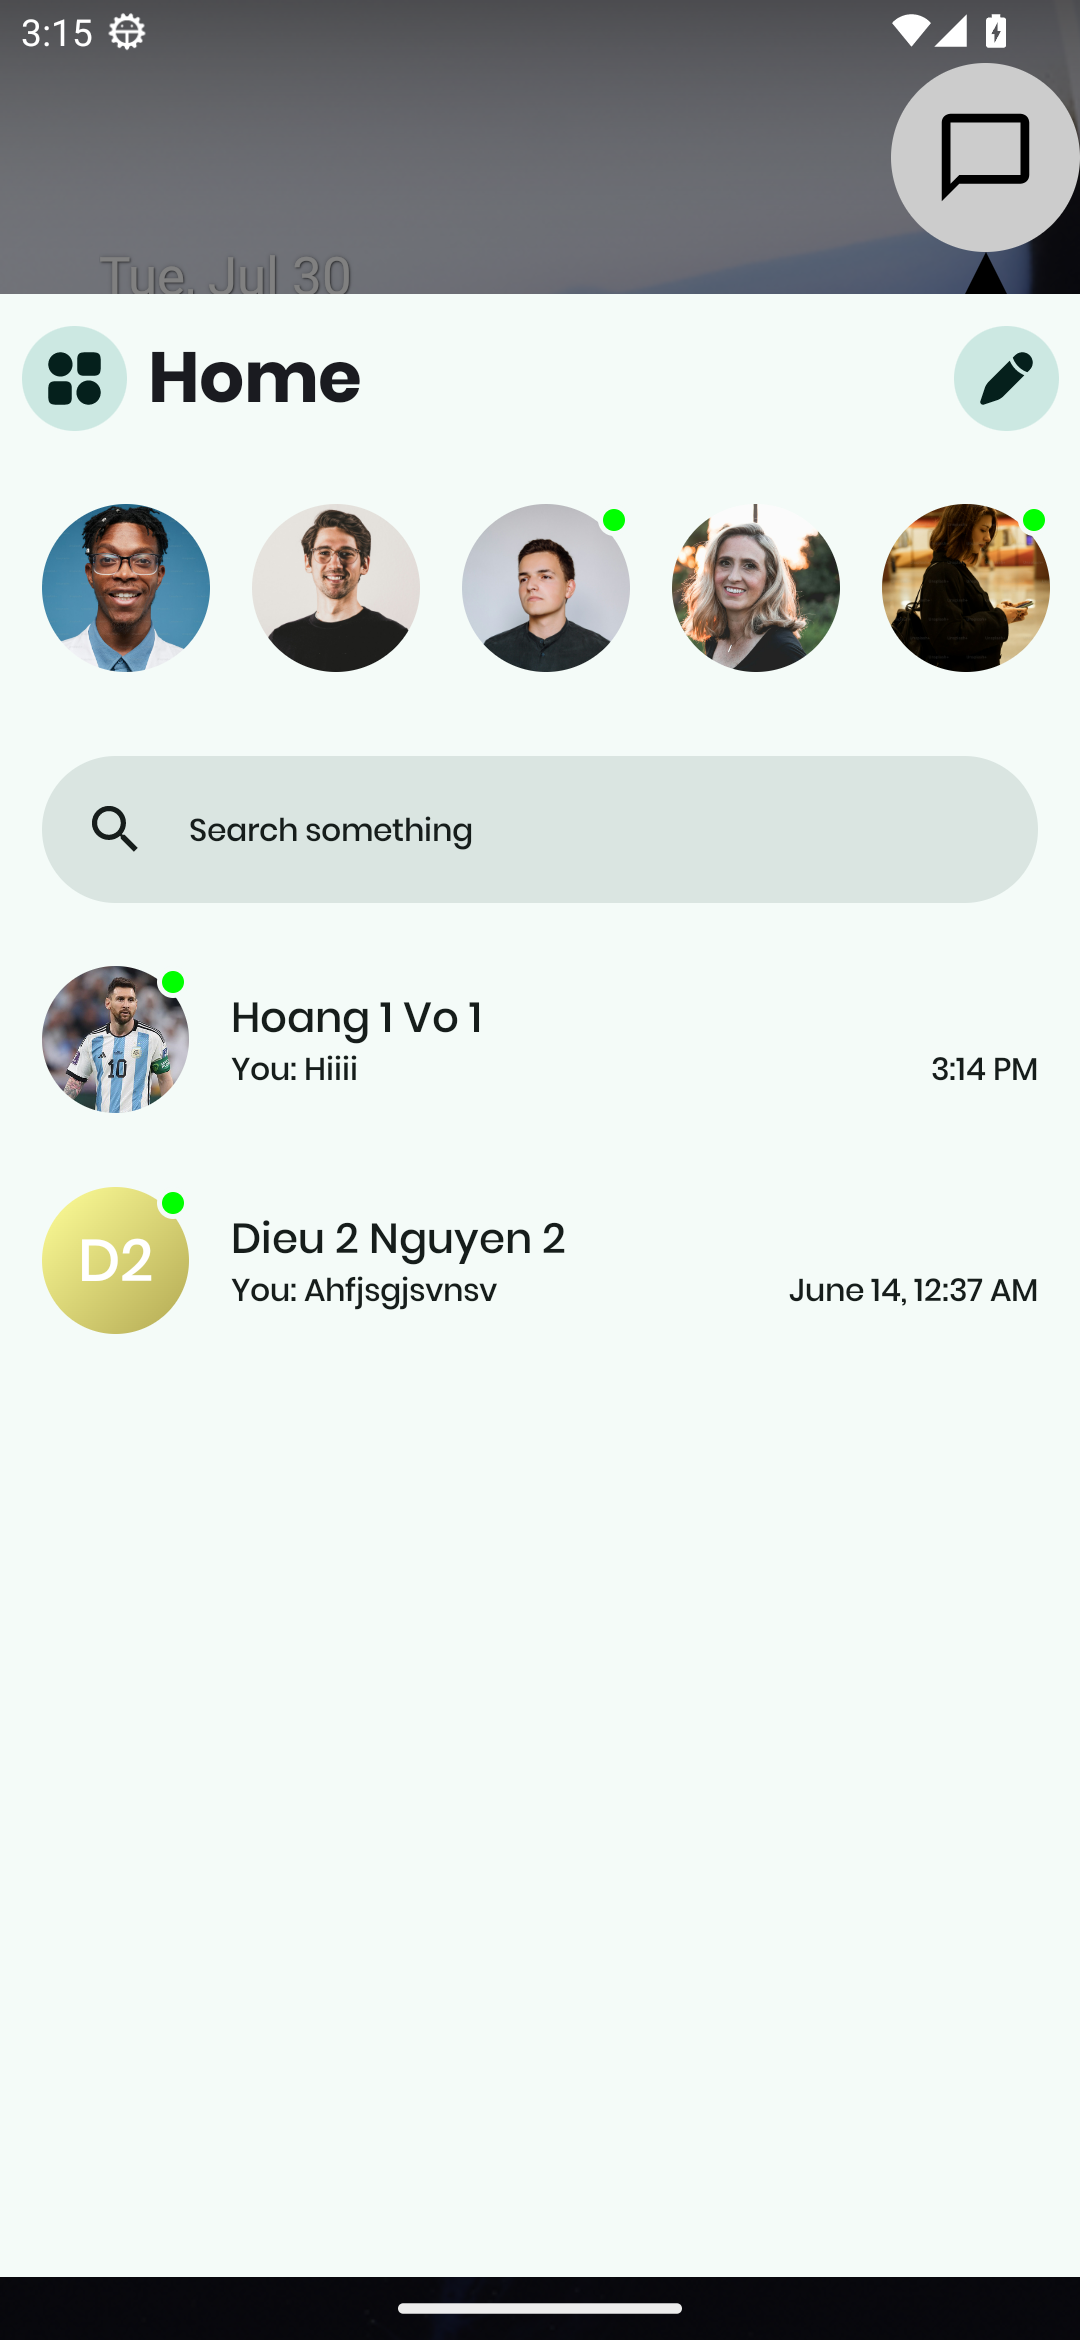 3:15
Tue, Jul 30
Home
Search something
Hoang 1 Vo 1
You: Hiiii
3:14 PM
D2
Dieu 2 Nguyen 2
You: Ahfjsgjsvnsv
June 14, 12:37 AM
10